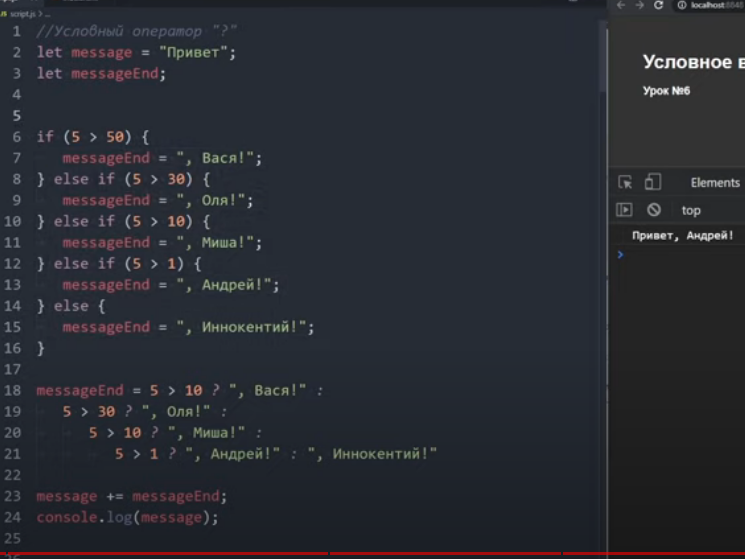 script.js > ...
1 //Условный оператор "?"
2 let message = "Привет";
3 let messageEnd;
4
5
6 if (5 > 50) {
7 messageEnd = ", Вася!";
8 } else if (5 > 30) {
9 messageEnd = ", Оля!";
10 } else if (5 > 10) {
11 messageEnd = ", Миша!";
12 } else if (5 > 1) {
13 messageEnd = ", Андрей!";
14 } else {
15 messageEnd = ", Иннокентий!";
16 }
17
18 messageEnd = 5 > 10 ? ", Вася!" :
19 5 > 30 ? ", Оля!" :
20 5 > 10 ? ", Миша!" :
21 5 > 1 ? ", Андрей!" : ", Иннокентий!"
22
23 message += messageEnd;
24 console.log(message);
25
localhost
Условное в
Урок №6
Elements
top
Привет, Андрей!